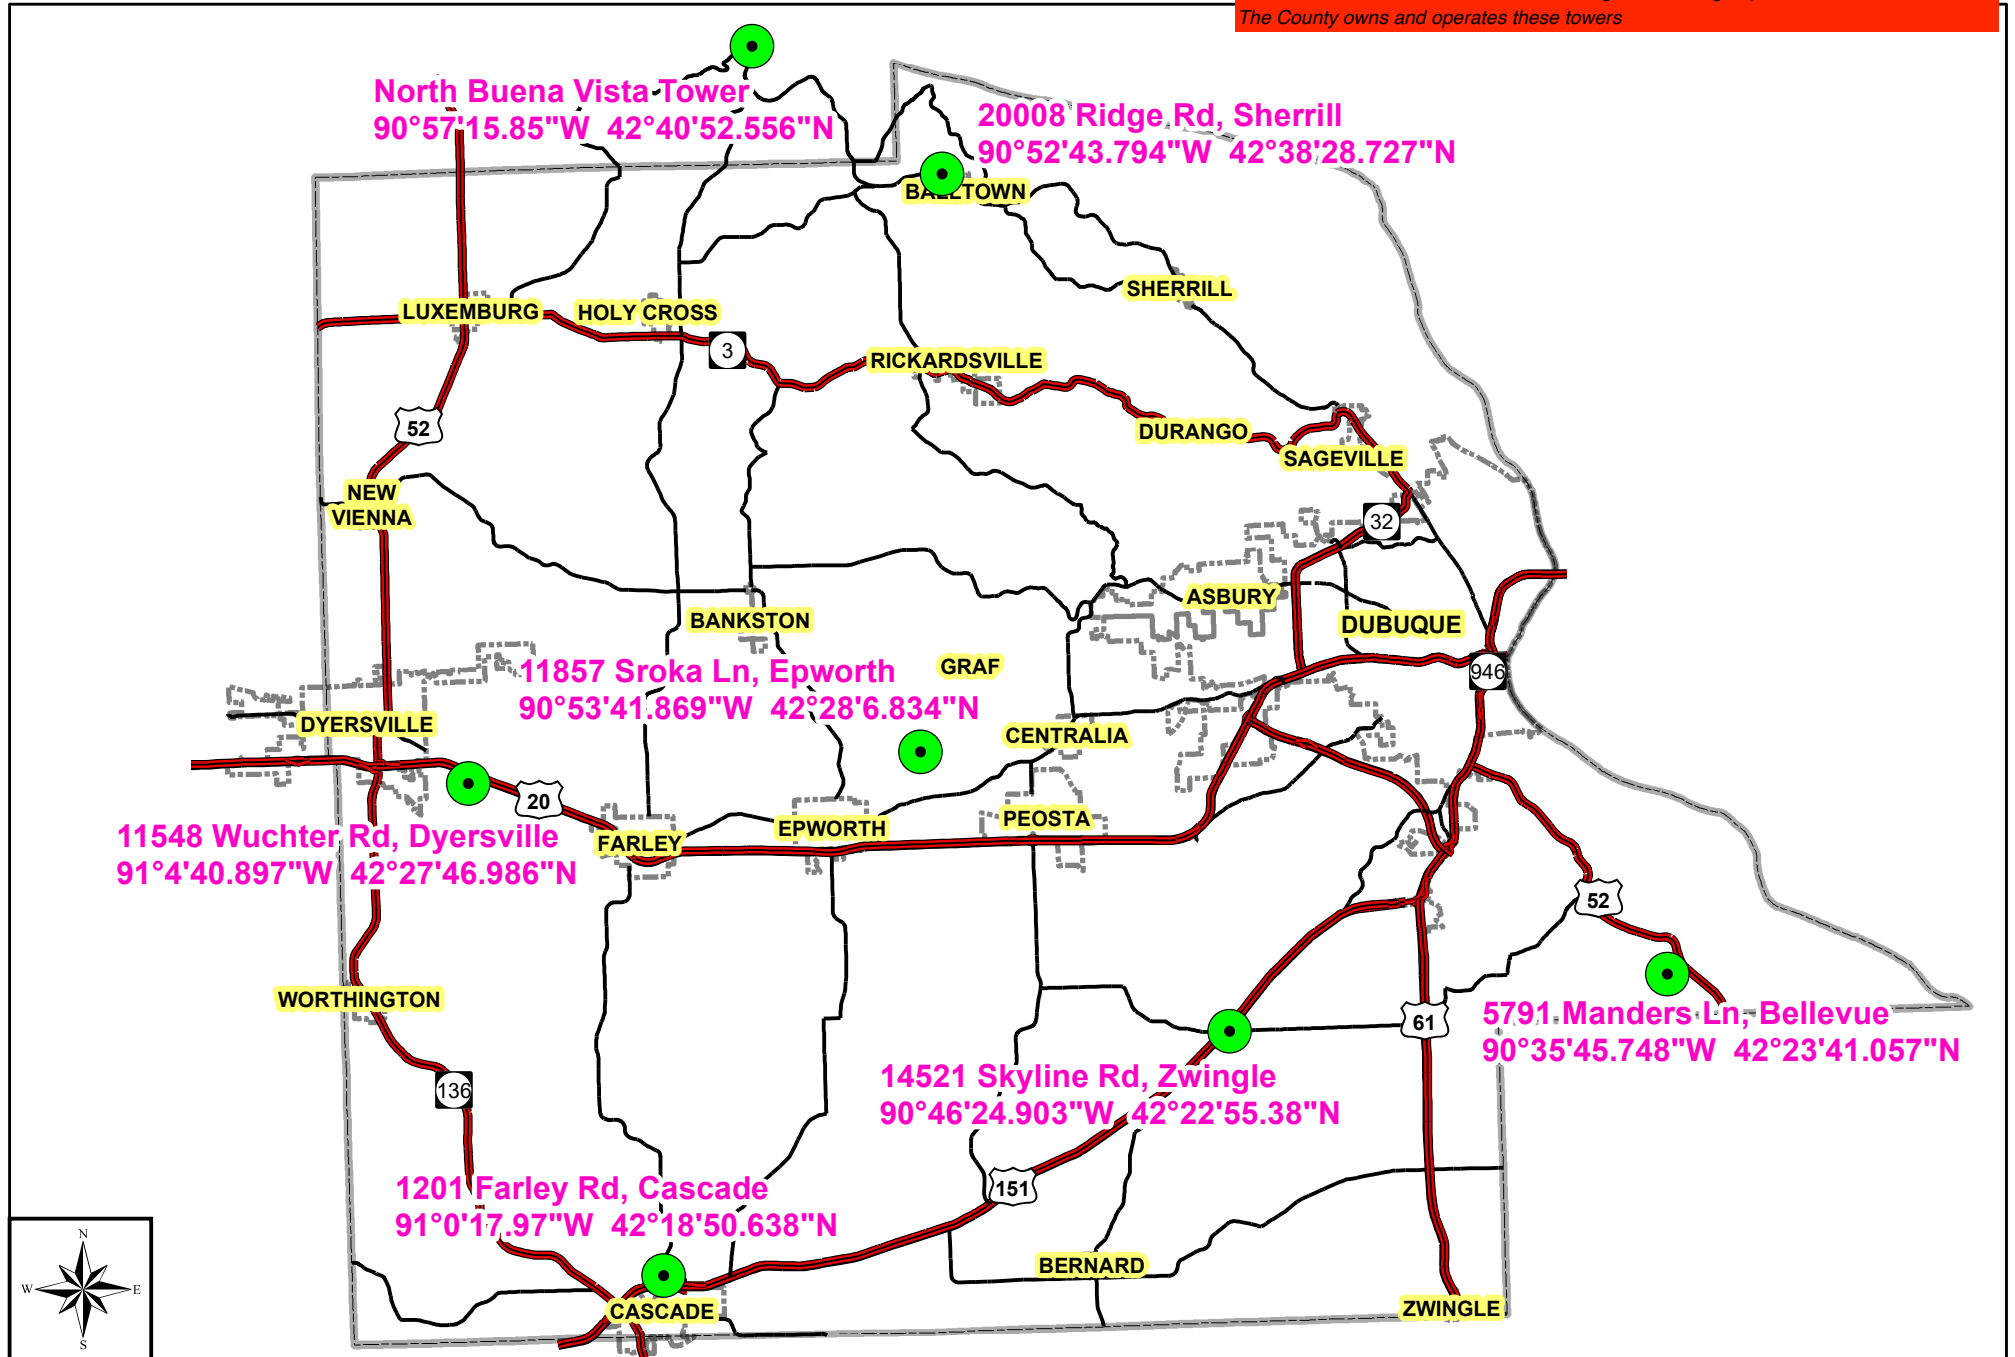 The County owns and operates these towers
North Buena Vista Tower
90°57'15.85"W 42°40'52.556"N
20008 Ridge Rd, Sherrill
90°52'43.794"W 42°38'28.727"N
BALLTOWN
SHERRILL
LUXEMBURG
HOLY CROSS
3
RICKARDSVILLE
52
DURANGO
SAGEVILLE
NEW
VIENNA
32
ASBURY
BANKSTON
DUBUQUE
GRAF
946
11857 Sroka Ln, Epworth
90°53'41.869"W 42°28'6.834"N
DYERSVILLE
CENTRALIA
20
11548 Wuchter Rd, Dyersville
91°4'40.897"W 42°27'46.986"N
FARLEY
EPWORTH
PEOSTA
52
WORTHINGTON
61
5791 Manders Ln, Bellevue
90°35'45.748"W 42°23'41.057"N
14521 Skyline Rd, Zwingle
90°46'24.903"W 42°22'55.38"N
136
151
1201 Farley Rd, Cascade
91°0'17.97"W 42°18'50.638"N
BERNARD
CASCADE
ZWINGLE
N
W
E
S